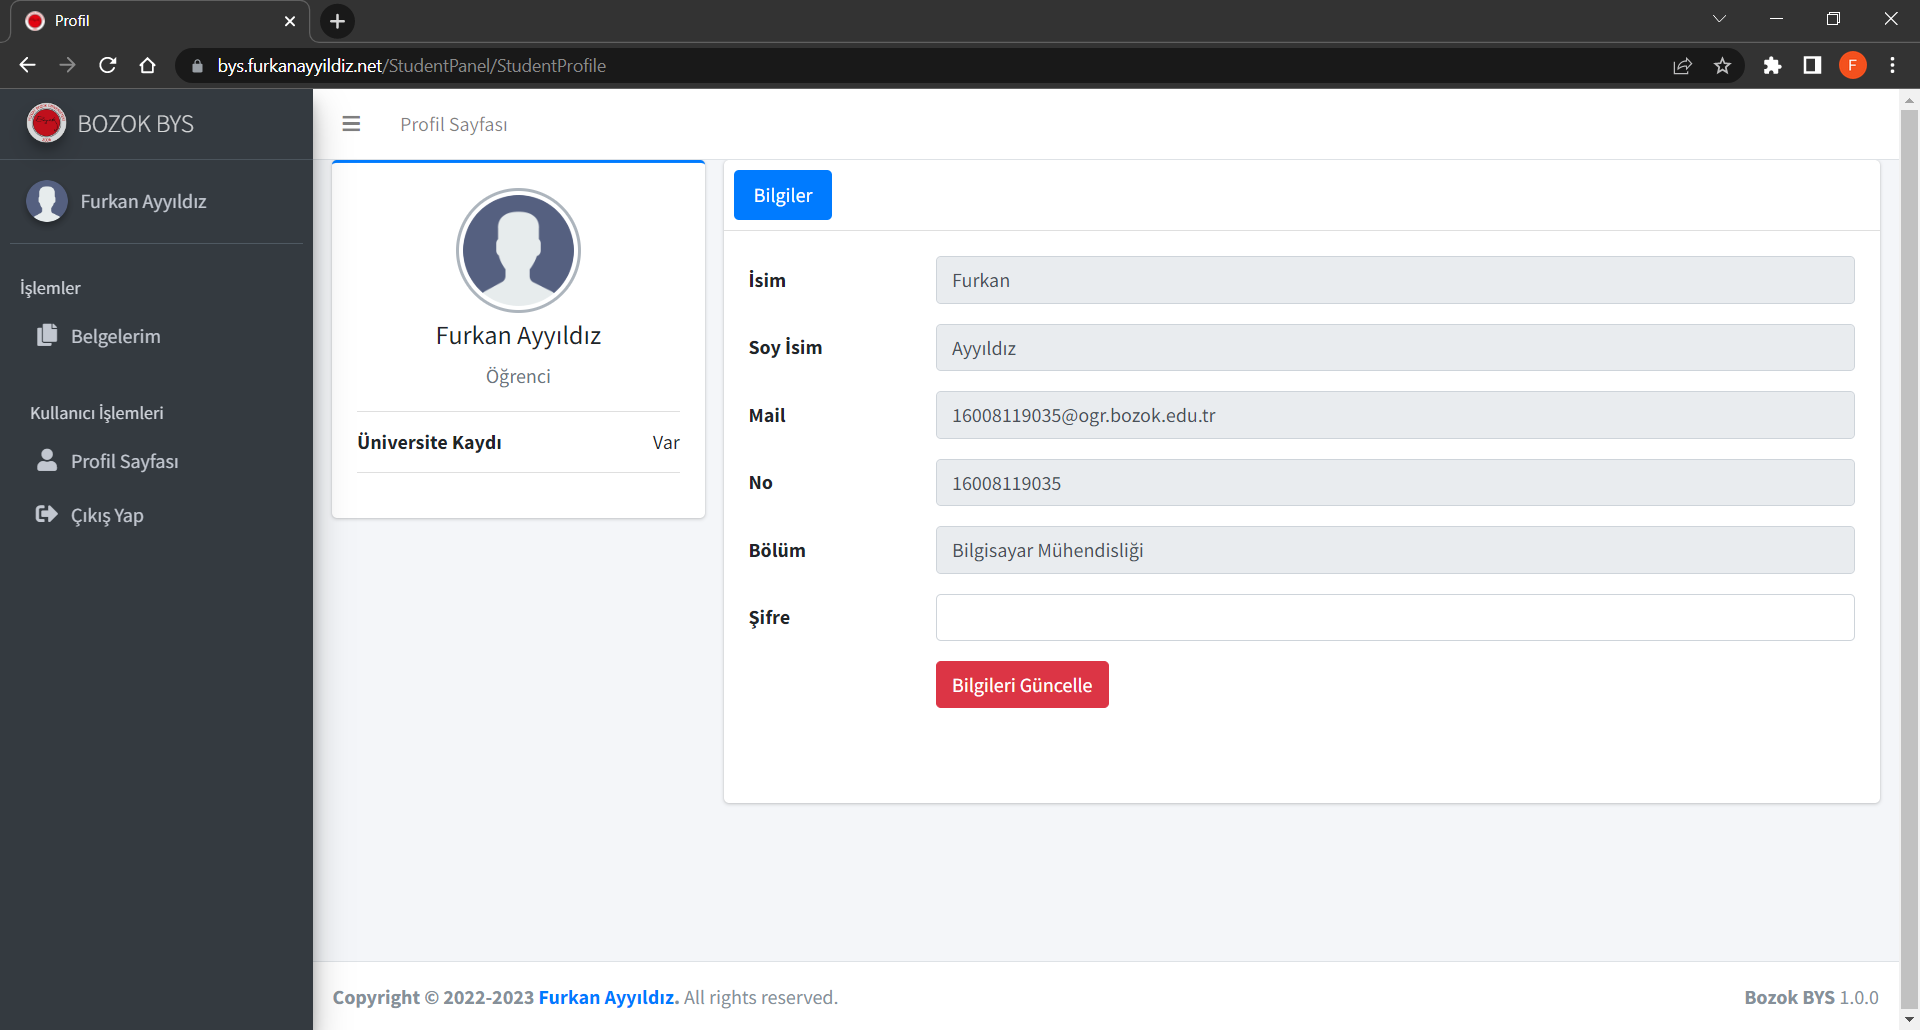 Profil
bys.furkanayyildiz.net/StudentPanel/StudentProfile
F
BOZOK BYS
Profil Sayfası
Furkan Ayyıldız
İşlemler
Belgelerim
Kullanıcı İşlemleri
Profil Sayfası
Çıkış Yap
Furkan Ayyıldız
Öğrenci
Üniversite Kaydı Var
Bilgiler
İsim Furkan
Soy İsim Ayyıldız
Mail 16008119035@ogr.bozok.edu.tr
No 16008119035
Bölüm Bilgisayar Mühendisliği
Şifre
Bilgileri Güncelle
Copyright © 2022-2023 Furkan Ayyıldız. All rights reserved.
Bozok BYS 1.0.0